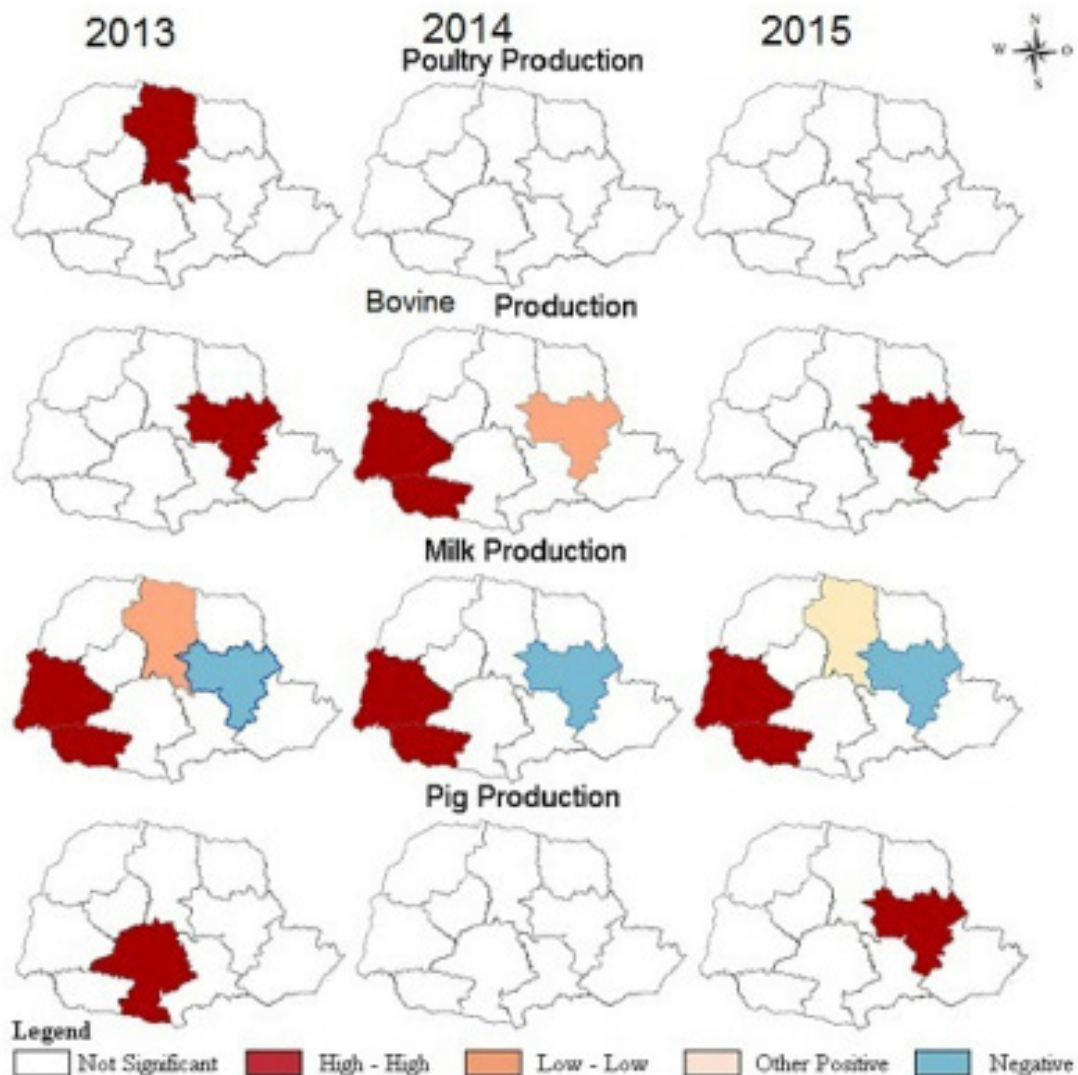 2013 2014 2015
N
W O
S
Poultry Production
Bovine Production
Milk Production
Pig Production
Legend
Not Significant High - High Low - Low Other Positive Negative